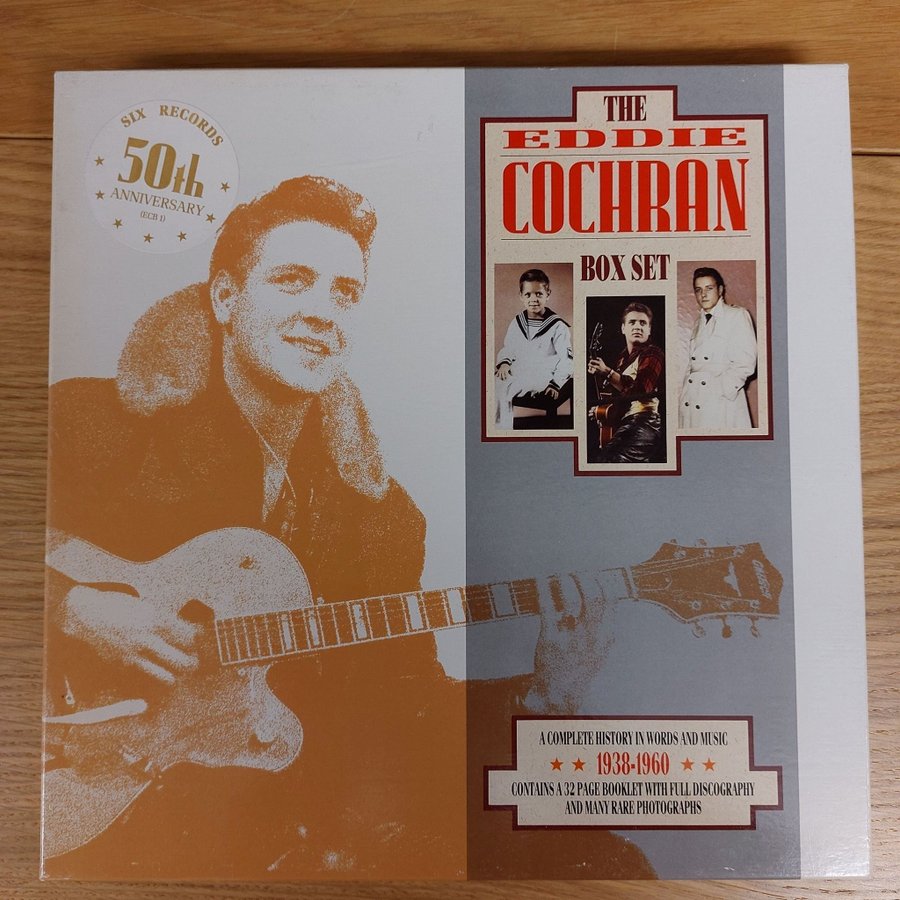 SIX RECORDS
50th
ANNIVERSARY
(ECB 1)
THE
EDDIE
COCHRAN
BOX SET
A COMPLETE HISTORY IN WORDS AND MUSIC
1938-1960
CONTAINS A 32 PAGE BOOKLET WITH FULL DISCOGRAPHY
AND MANY RARE PHOTOGRAPHS